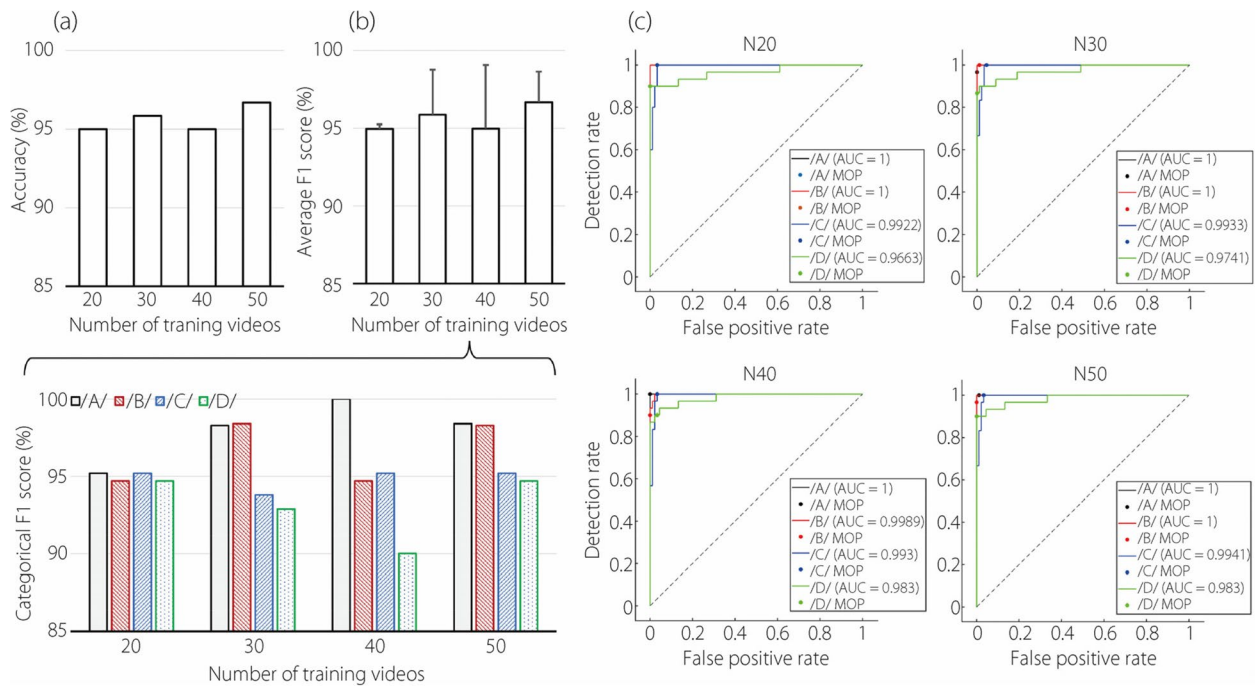 (a)
100
95
90
85
Accuracy (%)
20 30 40 50
Number of traning videos
(b)
100
95
90
85
Average F1 score (%)
20 30 40 50
Number of traning videos
/A/ /B/ /C/ /D/
100
95
90
85
Categorical F1 score (%)
20 30 40 50
Number of training videos
(c)
N20
1
0.8
0.6
0.4
0.2
0
Detection rate
/A/ (AUC = 1)
/A/ MOP
/B/ (AUC = 1)
/B/ MOP
/C/ (AUC = 0.9922)
/C/ MOP
/D/ (AUC = 0.9663)
/D/ MOP
0 0.2 0.4 0.6 0.8 1
False positive rate
N30
1
0.8
0.6
0.4
0.2
0
/A/ (AUC = 1)
/A/ MOP
/B/ (AUC = 1)
/B/ MOP
/C/ (AUC = 0.9933)
/C/ MOP
/D/ (AUC = 0.9741)
/D/ MOP
0 0.2 0.4 0.6 0.8 1
False positive rate
N40
1
0.8
0.6
0.4
0.2
0
Detection rate
/A/ (AUC = 1)
/A/ MOP
/B/ (AUC = 0.9989)
/B/ MOP
/C/ (AUC = 0.993)
/C/ MOP
/D/ (AUC = 0.983)
/D/ MOP
0 0.2 0.4 0.6 0.8 1
False positive rate
N50
1
0.8
0.6
0.4
0.2
0
/A/ (AUC = 1)
/A/ MOP
/B/ (AUC = 1)
/B/ MOP
/C/ (AUC = 0.9941)
/C/ MOP
/D/ (AUC = 0.983)
/D/ MOP
0 0.2 0.4 0.6 0.8 1
False positive rate